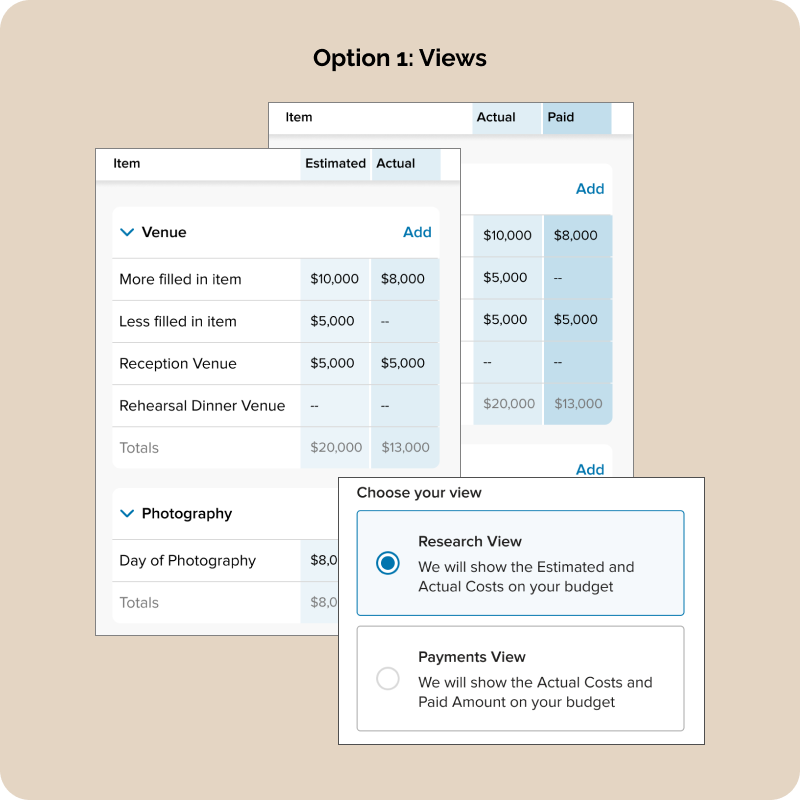 Option 1: Views
Item Actual Paid
Add
$10,000 $8,000
$5,000 --
$5,000 $5,000
-- --
$20,000 $13,000
Add
Item Estimated Actual
Venue Add
More filled in item $10,000 $8,000
Less filled in item $5,000 --
Reception Venue $5,000 $5,000
Rehearsal Dinner Venue -- --
Totals $20,000 $13,000
Photography
Day of Photography $8,0
Totals $8,0
Choose your view
Research View
We will show the Estimated and
Actual Costs on your budget
Payments View
We will show the Actual Costs and
Paid Amount on your budget